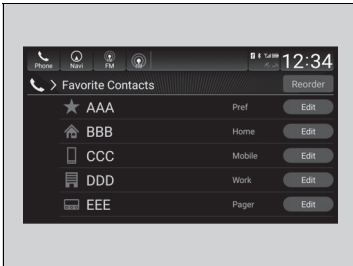 Phone Navi FM 12:34
> Favorite Contacts Reorder
AAA Pref Edit
BBB Home Edit
CCC Mobile Edit
DDD Work Edit
EEE Pager Edit